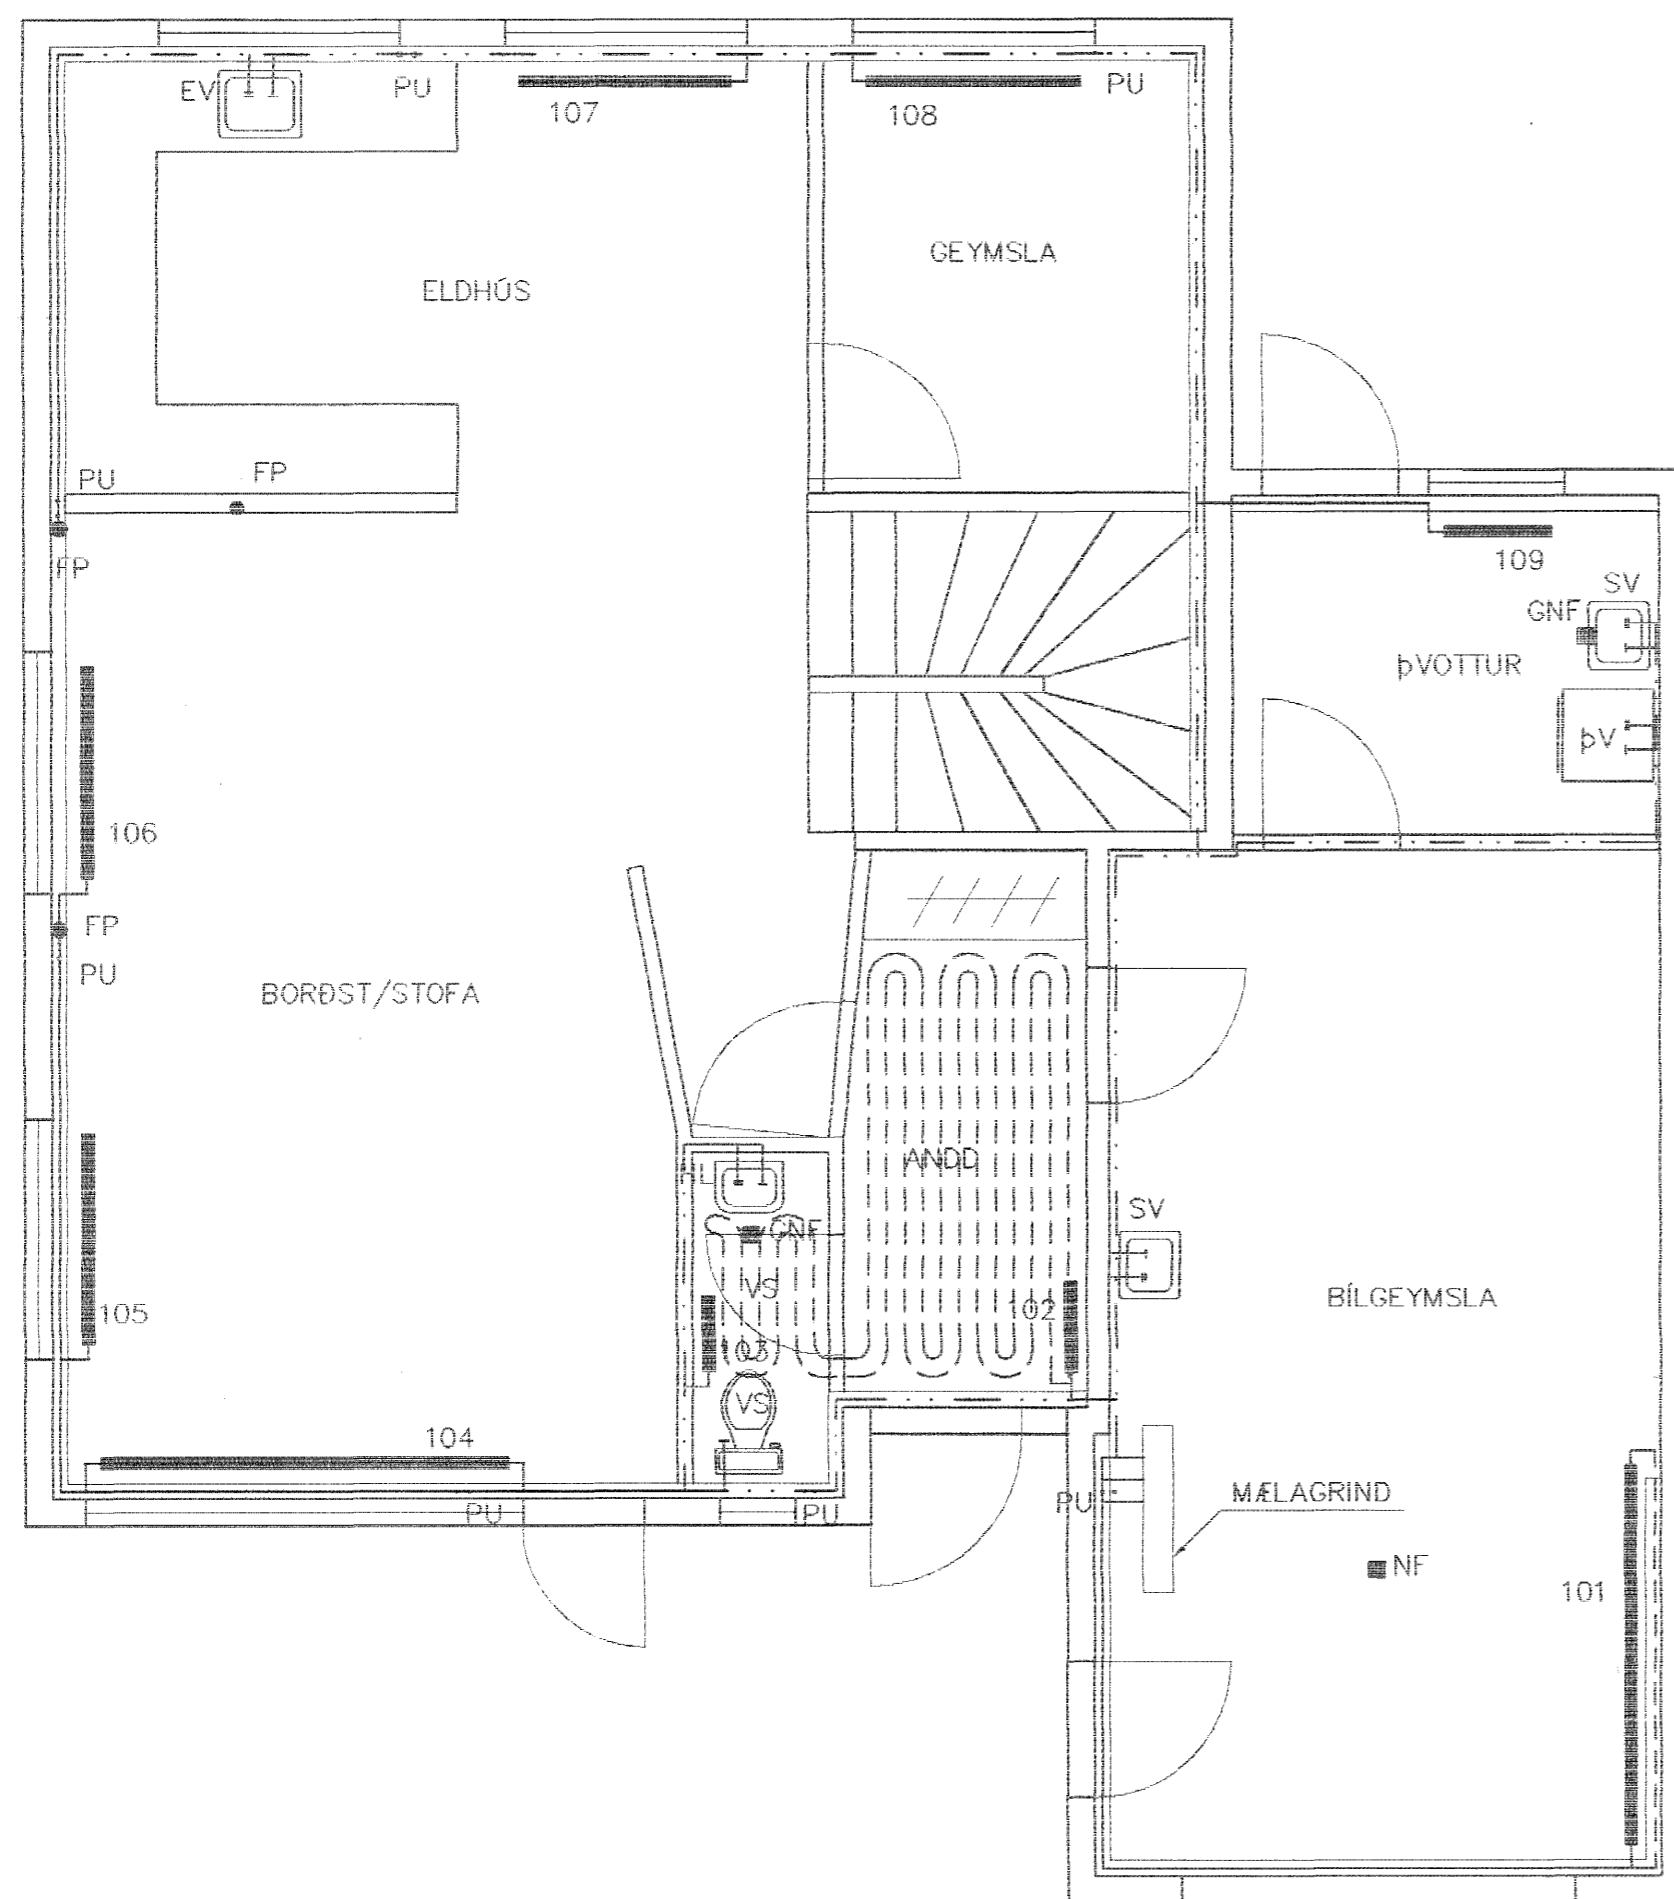 EV
PU
107
108
PU
GEYMSLA
ELDHÚS
PU
FP
FP
109
SV
GNF
ÞVOTTUR
ÞV
106
FP
PU
BORÐST/STOFA
ANDD
HL
GNF
SV
VS
102
BÍLGEYMSLA
105
103
VS
104
PU
PU
PU
MÆLAGRIND
NF
101